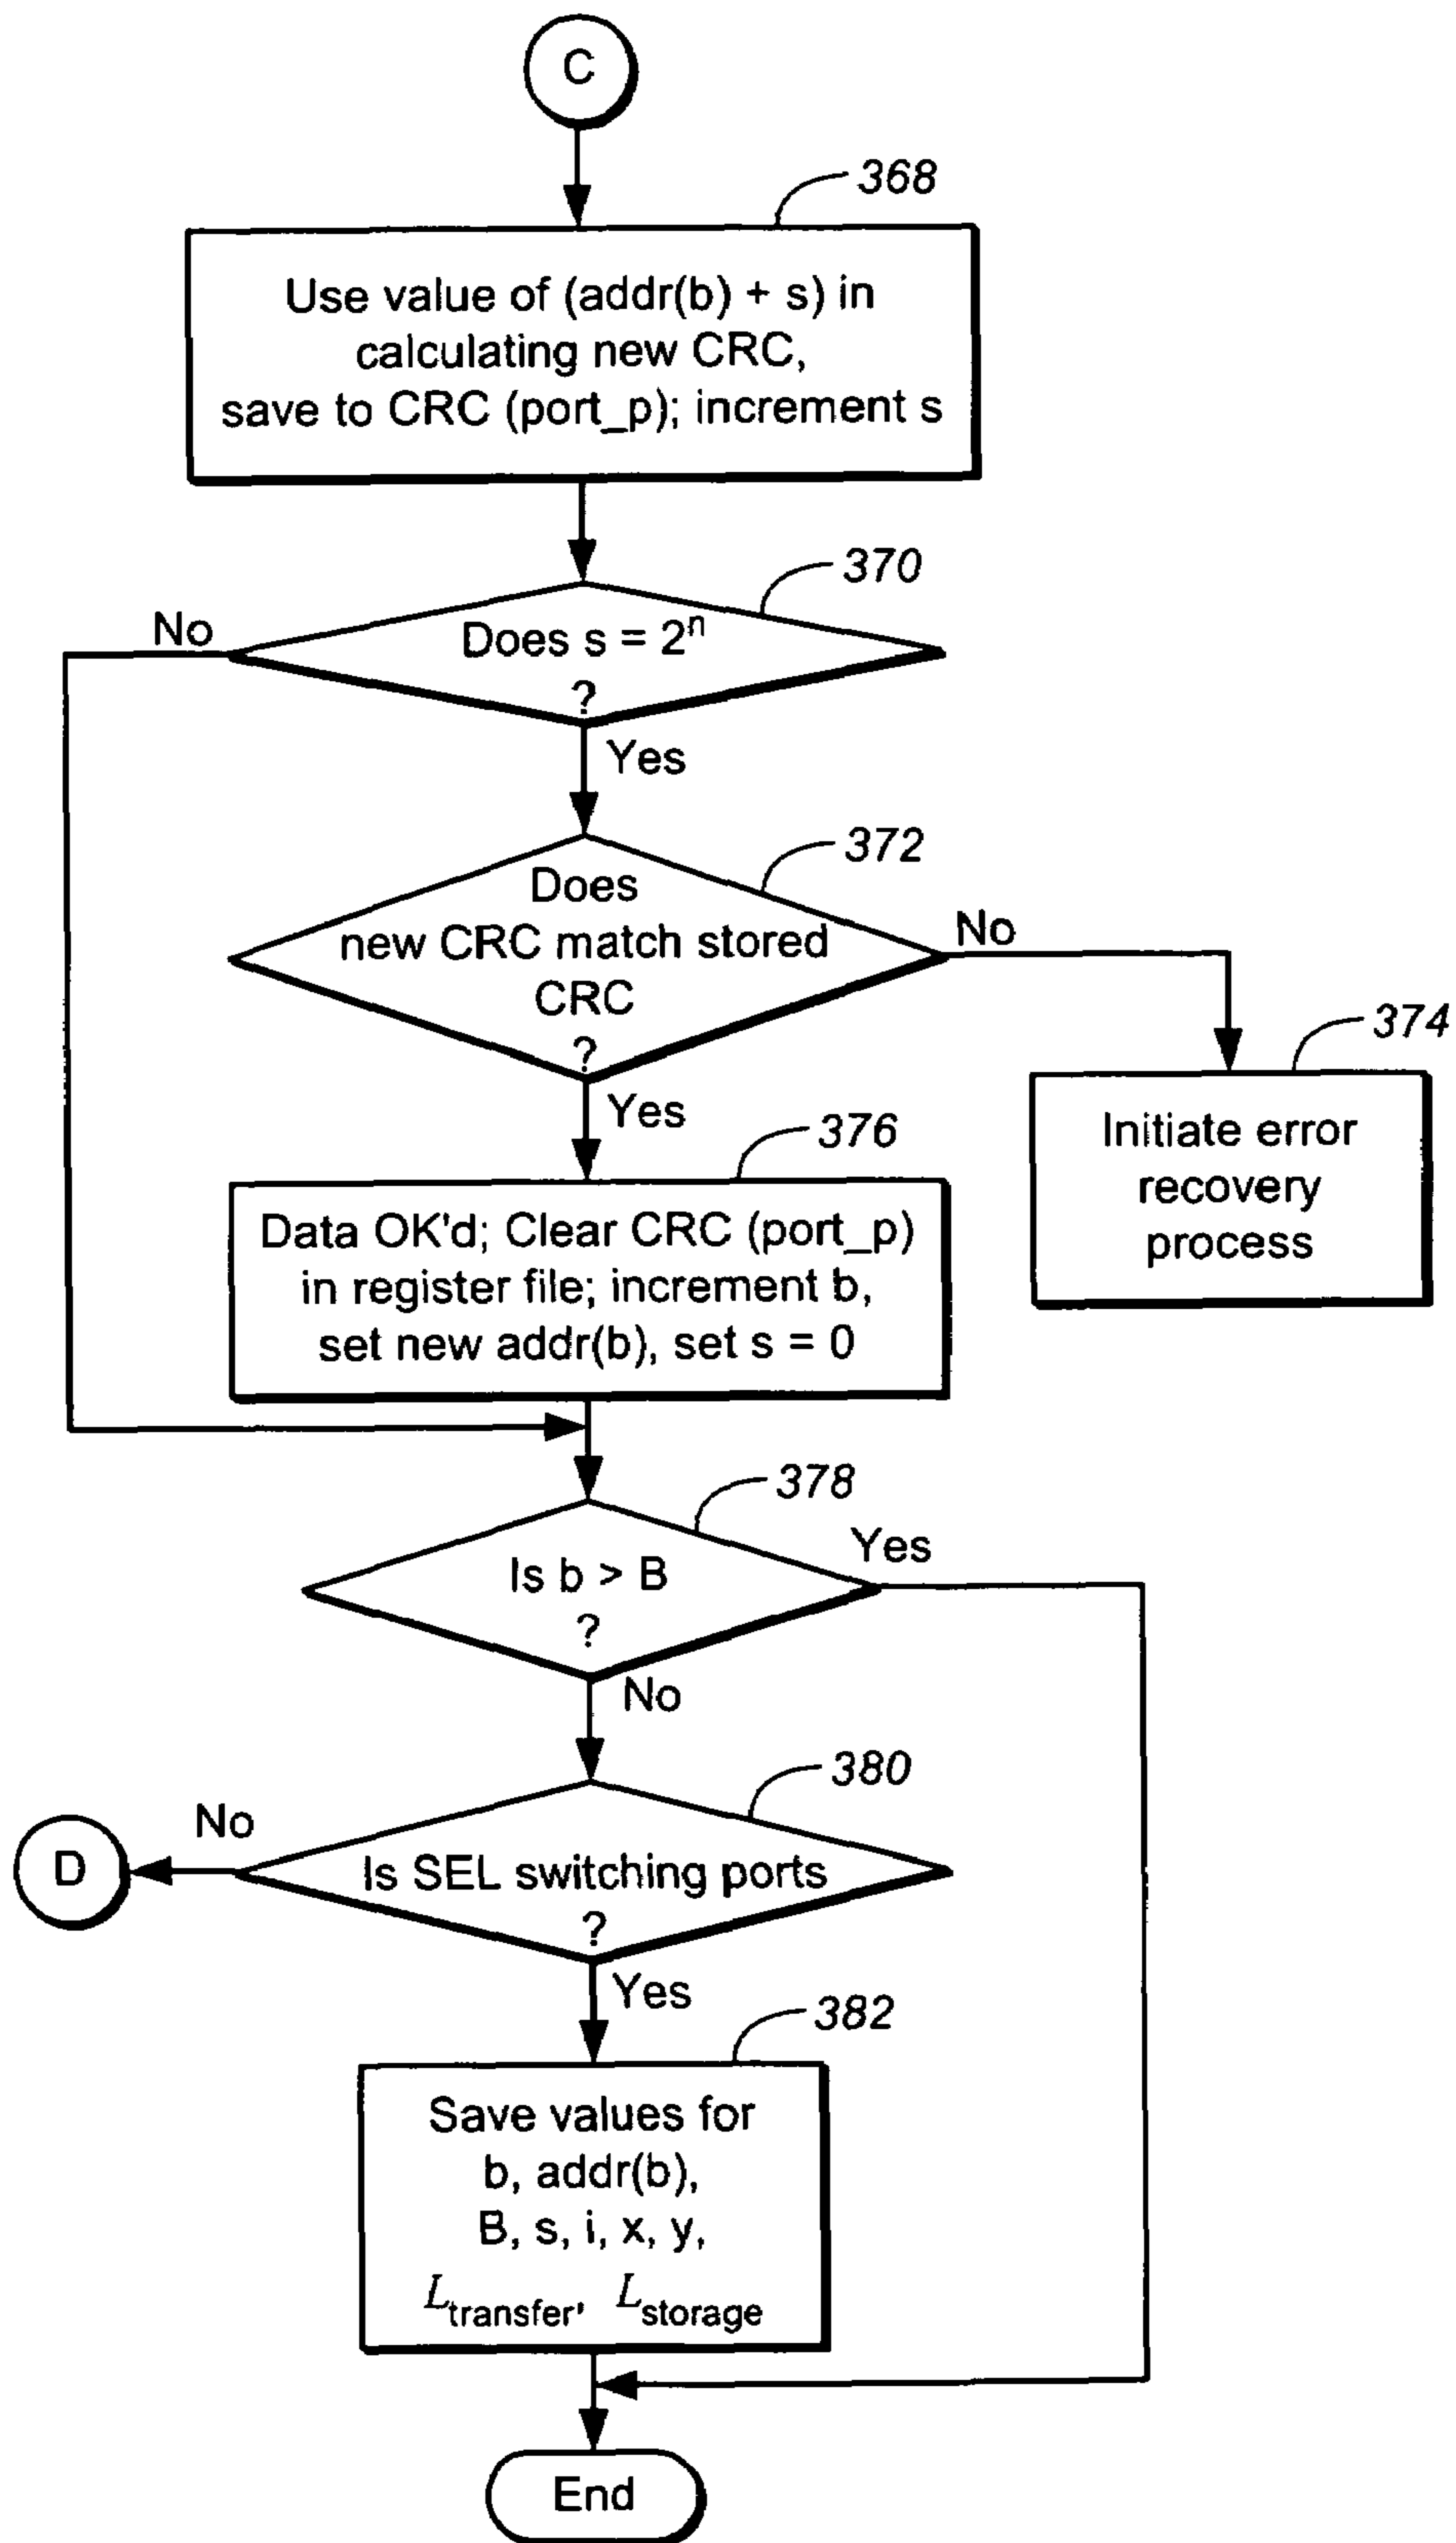 C
368
Use value of (addr(b) + s) in
calculating new CRC,
save to CRC (port_p); increment s
370
No
Does s = 2ⁿ
?
Yes
372
Does
new CRC match stored
CRC
?
No
374
Yes
Initiate error
recovery
process
376
Data OK'd; Clear CRC (port_p)
in register file; increment b,
set new addr(b), set s = 0
378
Yes
Is b > B
?
No
380
No
D
Is SEL switching ports
?
Yes
382
Save values for
b, addr(b),
B, s, i, x, y,
L transfer, L storage
End